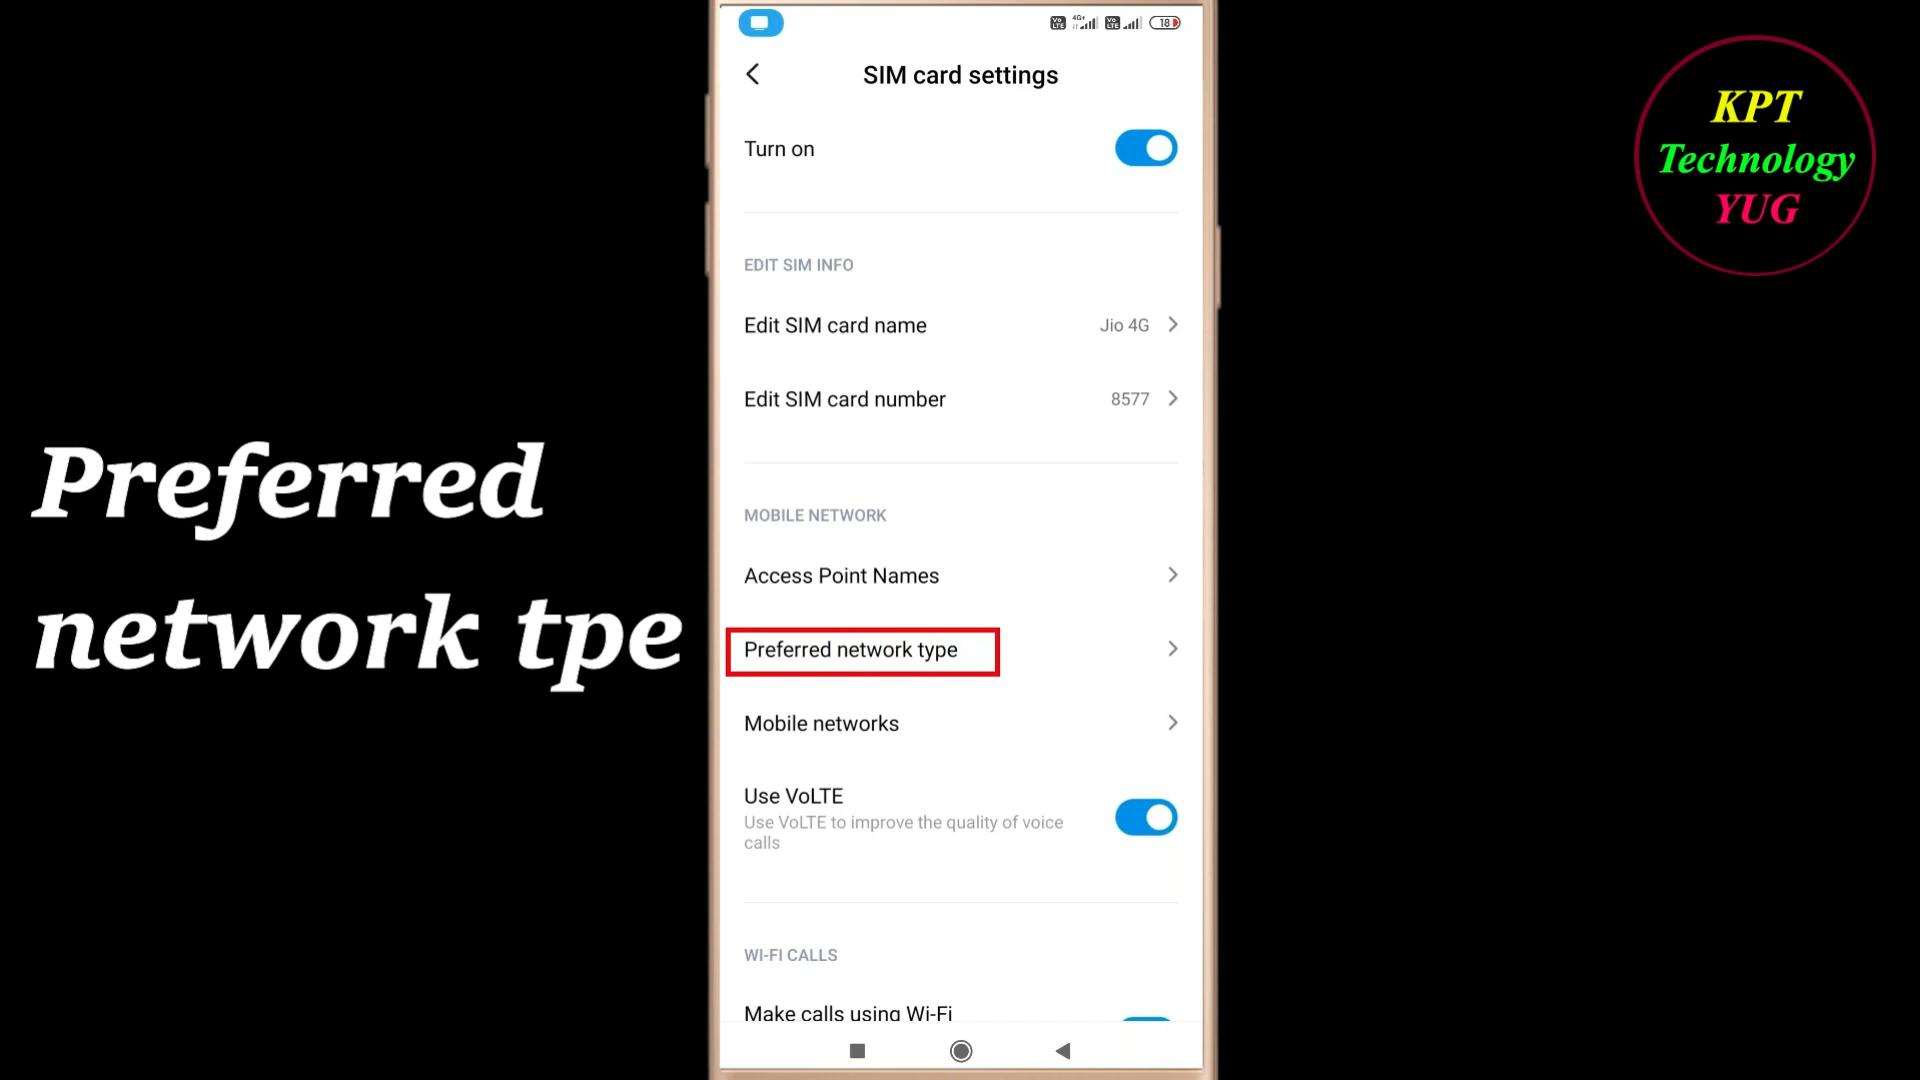 18
SIM card settings
Turn on
EDIT SIM INFO
Edit SIM card name
Jio 4G
Edit SIM card number
8577
MOBILE NETWORK
Access Point Names
Preferred network type
Mobile networks
Use VoLTE
Use VoLTE to improve the quality of voice
calls
WI-FI CALLS
Make calls using Wi-Fi
Preferred
network tpe
KPT
Technology
YUG